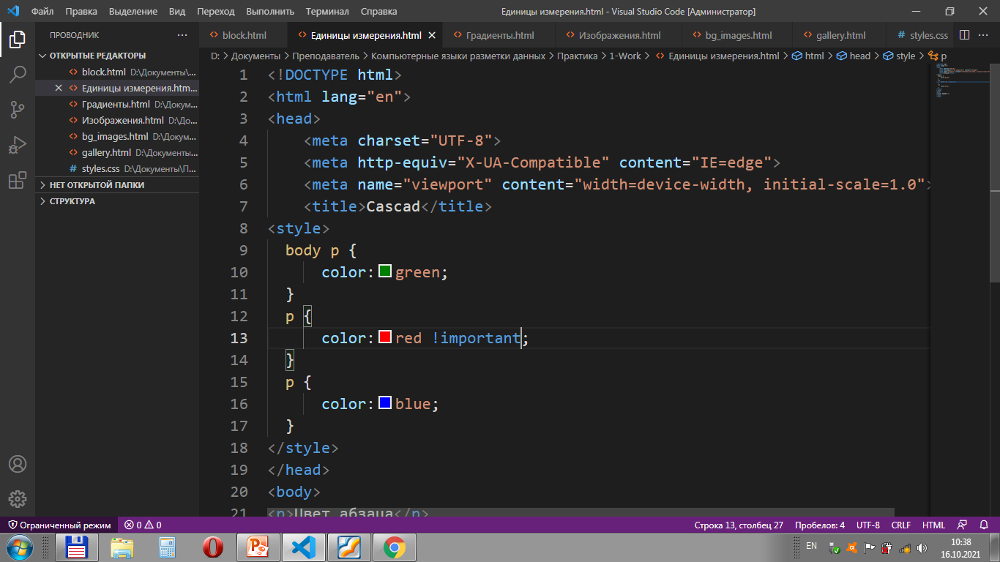 Файл Правка Выделение Вид Переход Выполнить Терминал Справка Единицы измерения.html - Visual Studio Code [Администратор]
ПРОВОДНИК ···
block.html Единицы измерения.html Градиенты.html Изображения.html bg_images.html gallery.html styles.css ···
D: > Документы > Преподаватель > Компьютерные языки разметки данных > Практика > 1-Work > Единицы измерения.html > html > head > style > p
ОТКРЫТЫЕ РЕДАКТОРЫ
block.html D:\Документы\...
Единицы измерения.htm...
Градиенты.html D:\Докум...
Изображения.html D:\До...
bg_images.html D:\Докум...
gallery.html D:\Документы...
styles.css D:\Документы\П...
НЕТ ОТКРЫТОЙ ПАПКИ
СТРУКТУРА
1 <!DOCTYPE html>
2 <html lang="en">
3 <head>
4 <meta charset="UTF-8">
5 <meta http-equiv="X-UA-Compatible" content="IE=edge">
6 <meta name="viewport" content="width=device-width, initial-scale=1.0">
7 <title>Cascad</title>
8 <style>
9 body p {
10 color: green;
11 }
12 p {
13 color: red !important;
14 }
15 p {
16 color: blue;
17 }
18 </style>
19 </head>
20 <body>
21 <p>Цвет абзаца</p>
Ограниченный режим 0 0 Строка 13, столбец 27 Пробелов: 4 UTF-8 CRLF HTML
EN 10:38
16.10.2021